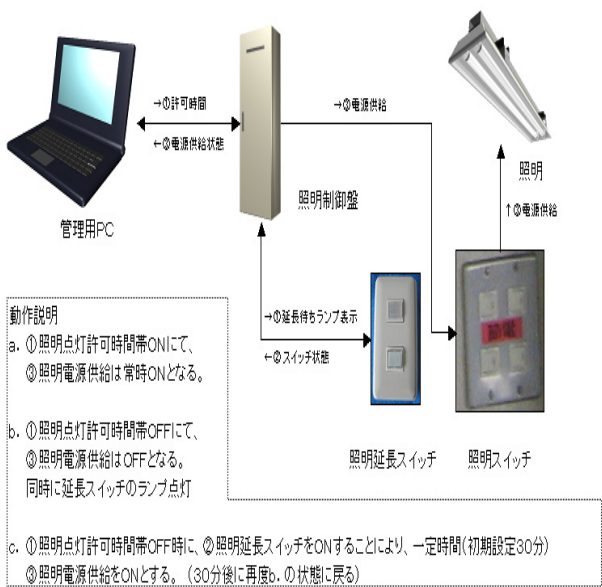 →①許可時間
←③電源供給状態
→③電源供給
管理用PC
照明制御盤
照明
↑③電源供給
→①延長待ちランプ表示
←②スイッチ状態
照明延長スイッチ
照明スイッチ
動作説明
a. ①照明点灯許可時間帯ONにて、
③照明電源供給は常時ONとなる。
b. ①照明点灯許可時間帯OFFにて、
③照明電源供給はOFFとなる。
同時に延長スイッチのランプ点灯
c. ①照明点灯許可時間帯OFF時に、②照明延長スイッチをONすることにより、一定時間(初期設定30分)
③照明電源供給をONとする。（30分後に再度b. の状態に戻る）